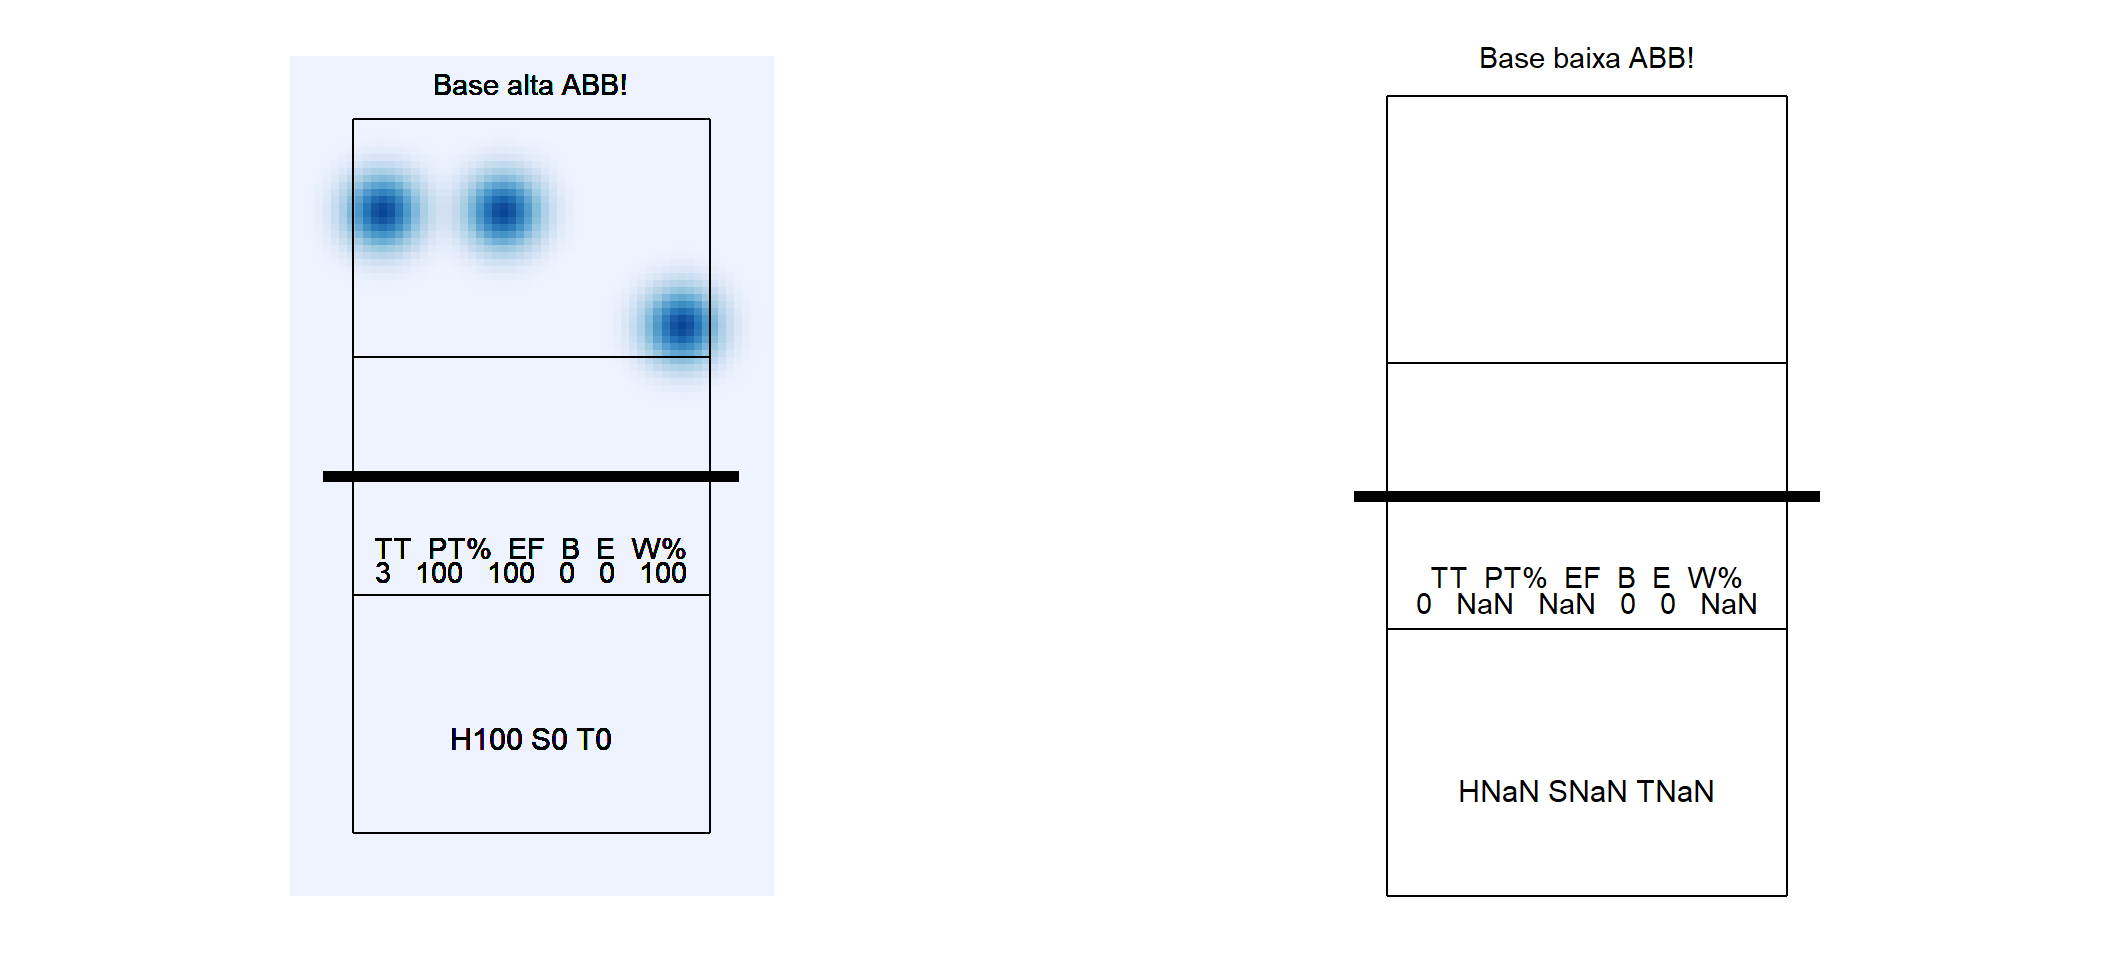 Base alta ABB!
TT PT% EF B E W%
3 100 100 0 0 100
H100 S0 T0
Base baixa ABB!
TT PT% EF B E W%
0 NaN NaN 0 0 NaN
HNaN SNaN TNaN